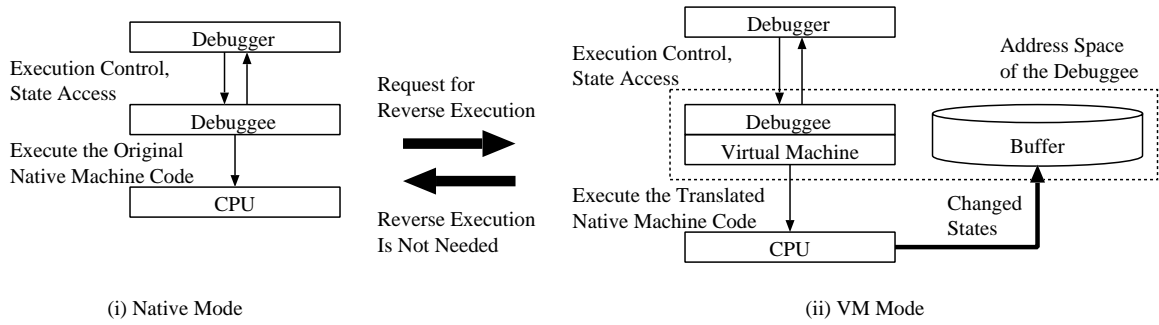 Debugger
Execution Control,
State Access
Debuggee
Execute the Original
Native Machine Code
CPU
(i) Native Mode
Request for
Reverse Execution
Reverse Execution
Is Not Needed
Debugger
Execution Control,
State Access
Address Space
of the Debuggee
Debuggee
Virtual Machine
Buffer
Execute the Translated
Native Machine Code
CPU
Changed
States
(ii) VM Mode